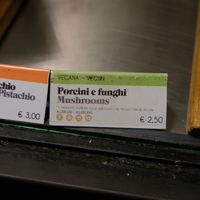 chio
Pistachio
€ 3,00
VEGANA - VEGAN
Porcini e funghi
Mushrooms
€ 2,50